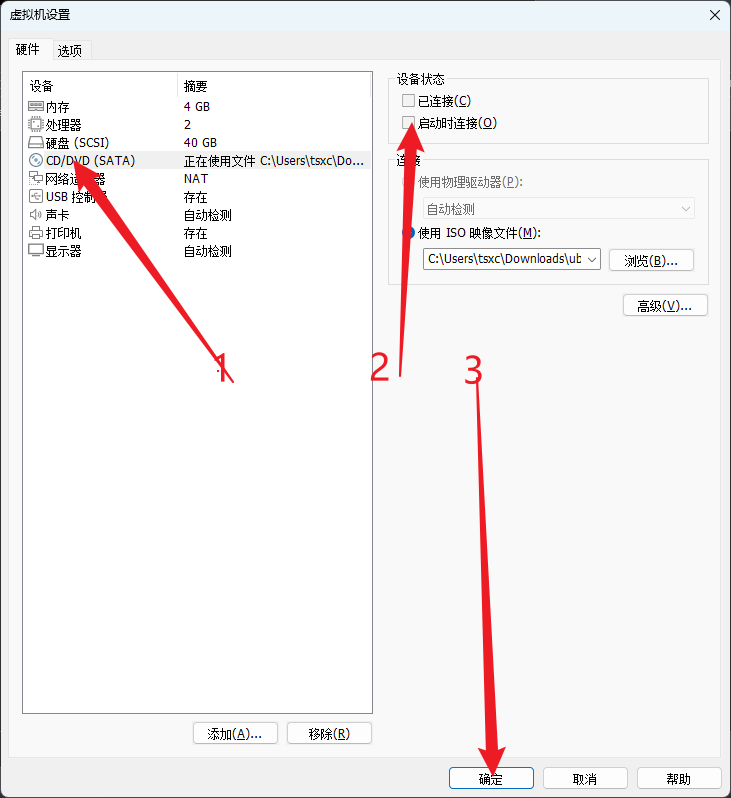 虚拟机设置
硬件 选项
设备 摘要
内存 4 GB
处理器 2
硬盘 (SCSI) 40 GB
CD/DVD (SATA) 正在使用文件 C:\Users\tsxc\Do...
网络适配器 NAT
USB 控制器 存在
声卡 自动检测
打印机 存在
显示器 自动检测
添加(A)... 移除(R)
设备状态
已连接(C)
启动时连接(O)
连接
使用物理驱动器(P):
自动检测
使用 ISO 映像文件(M):
C:\Users\tsxc\Downloads\ub
浏览(B)...
高级(V)...
1
2
3
确定 取消 帮助